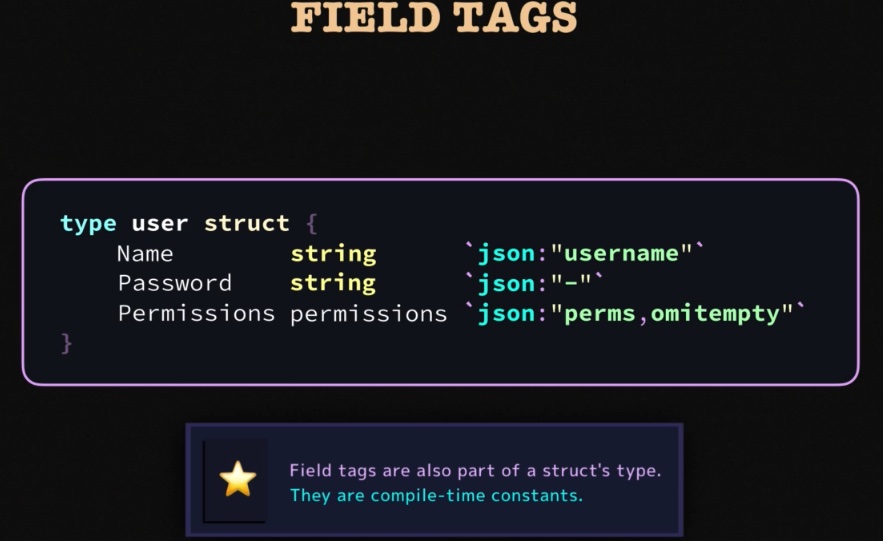 FIELD TAGS
type user struct {
    Name        string      `json:"username"`
    Password    string      `json:"-"`
    Permissions permissions `json:"perms,omitempty"`
}
Field tags are also part of a struct's type.
They are compile-time constants.